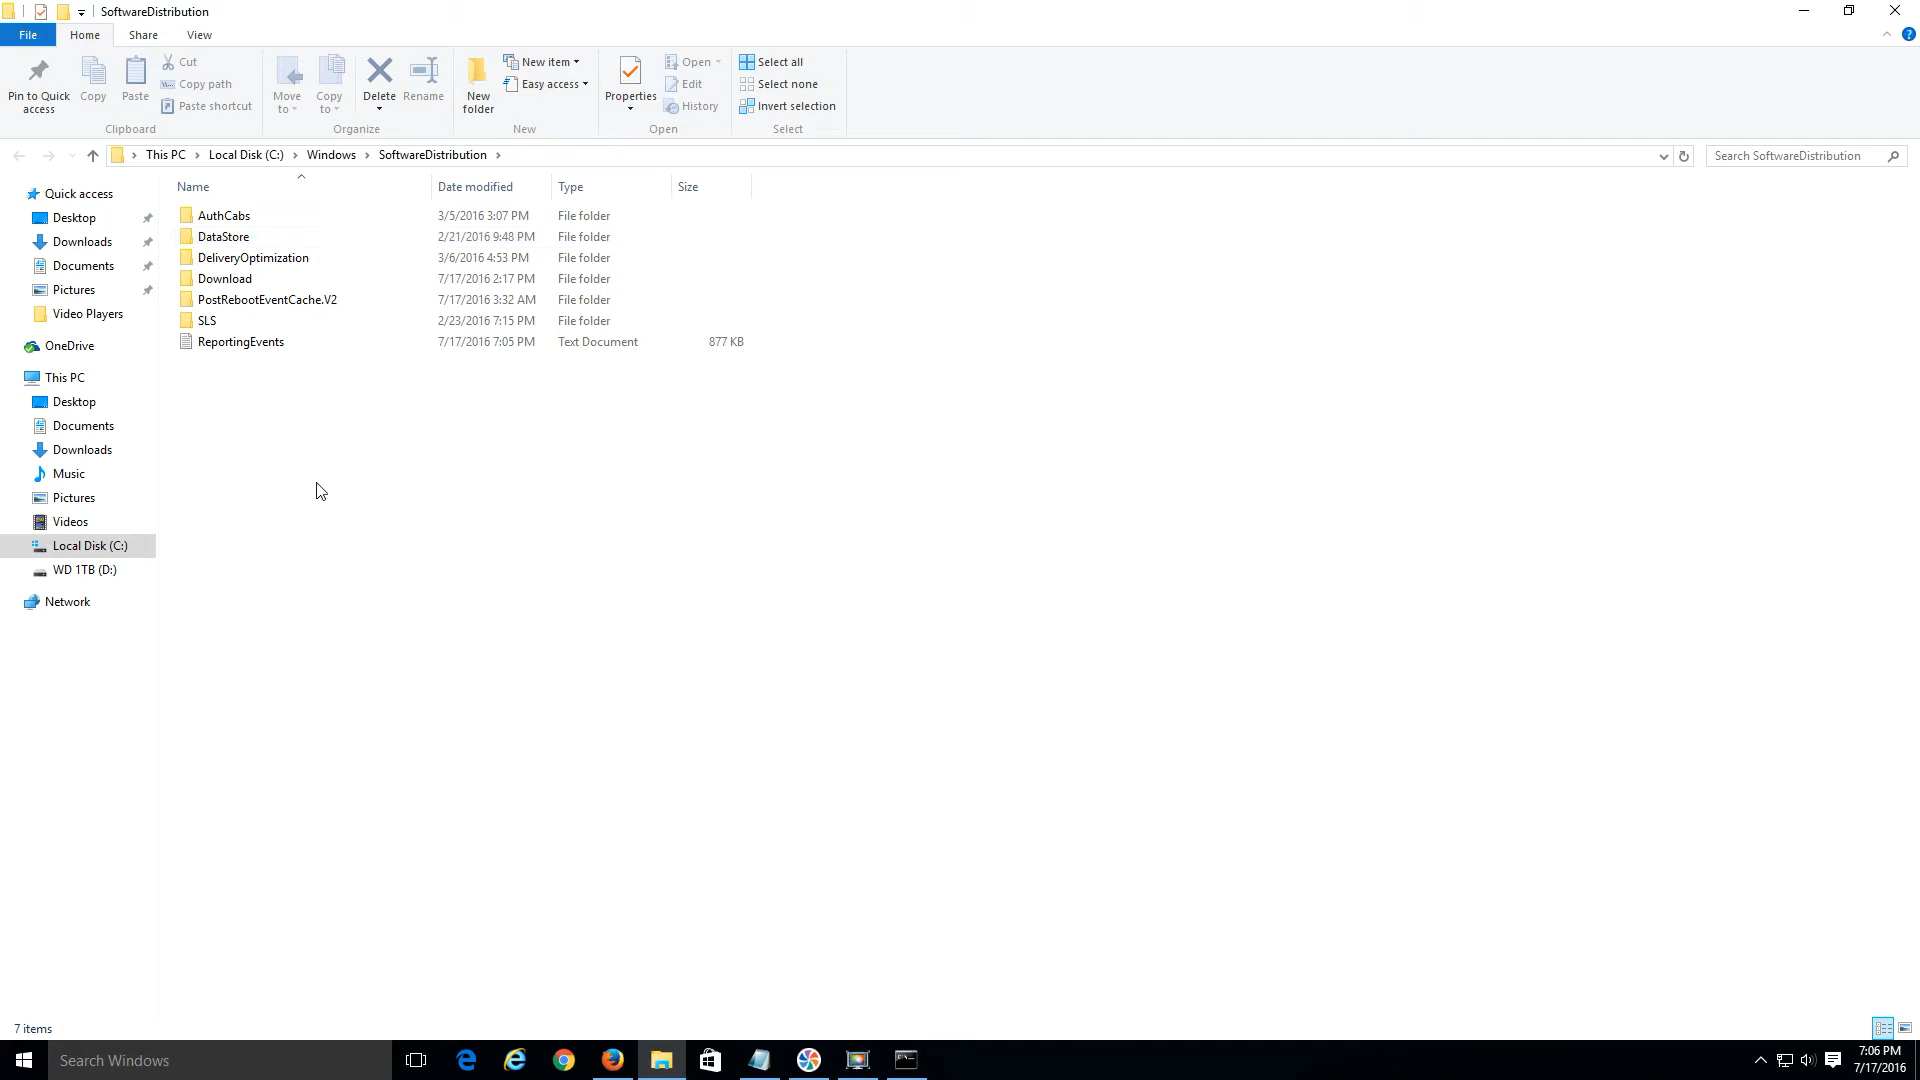 SoftwareDistribution
File Home Share View
Pin to Quick access
Copy
Paste
Cut
Copy path
Paste shortcut
Clipboard
Move to
Copy to
Delete
Rename
Organize
New folder
New item
Easy access
New
Properties
Open
Edit
History
Open
Select all
Select none
Invert selection
Select
This PC Local Disk (C:) Windows SoftwareDistribution
Search SoftwareDistribution
Quick access
Desktop
Downloads
Documents
Pictures
Video Players
OneDrive
This PC
Desktop
Documents
Downloads
Music
Pictures
Videos
Local Disk (C:)
WD 1TB (D:)
Network
Name Date modified Type Size
AuthCabs 3/5/2016 3:07 PM File folder
DataStore 2/21/2016 9:48 PM File folder
DeliveryOptimization 3/6/2016 4:53 PM File folder
Download 7/17/2016 2:17 PM File folder
PostRebootEventCache.V2 7/17/2016 3:32 AM File folder
SLS 2/23/2016 7:15 PM File folder
ReportingEvents 7/17/2016 7:05 PM Text Document 877 KB
7 items
Search Windows
7:06 PM
7/17/2016